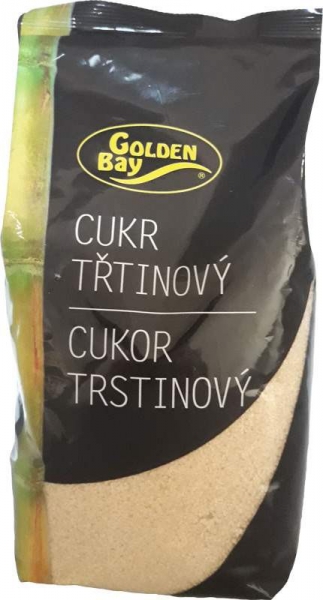 GOLDEN
BAY
®
CUKR
TŘTINOVÝ
CUKOR
TRSTINOVÝ